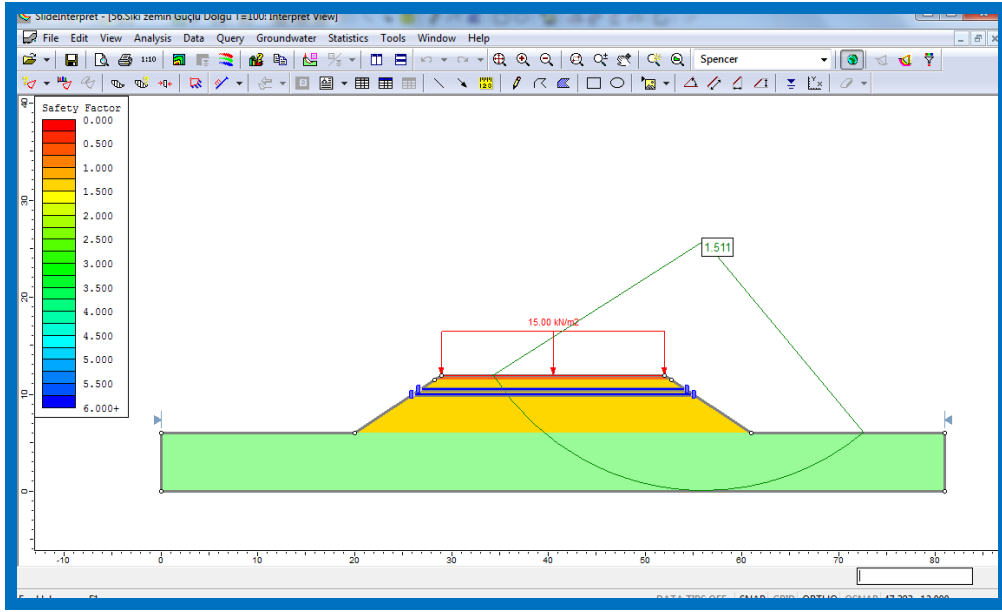 SlideInterpret - [56.Siki zemin Güçlü Dolgu T=100: Interpret View]
File Edit View Analysis Data Query Groundwater Statistics Tools Window Help
1:10
Spencer
Safety Factor
0.000
0.500
1.000
1.500
2.000
2.500
3.000
3.500
4.000
4.500
5.000
5.500
6.000+
40
30
20
10
0
1.511
15.00 kN/m2
-10 0 10 20 30 40 50 60 70 80
DATA TIPS OFF SNAP GRID ORTHO OSNAP